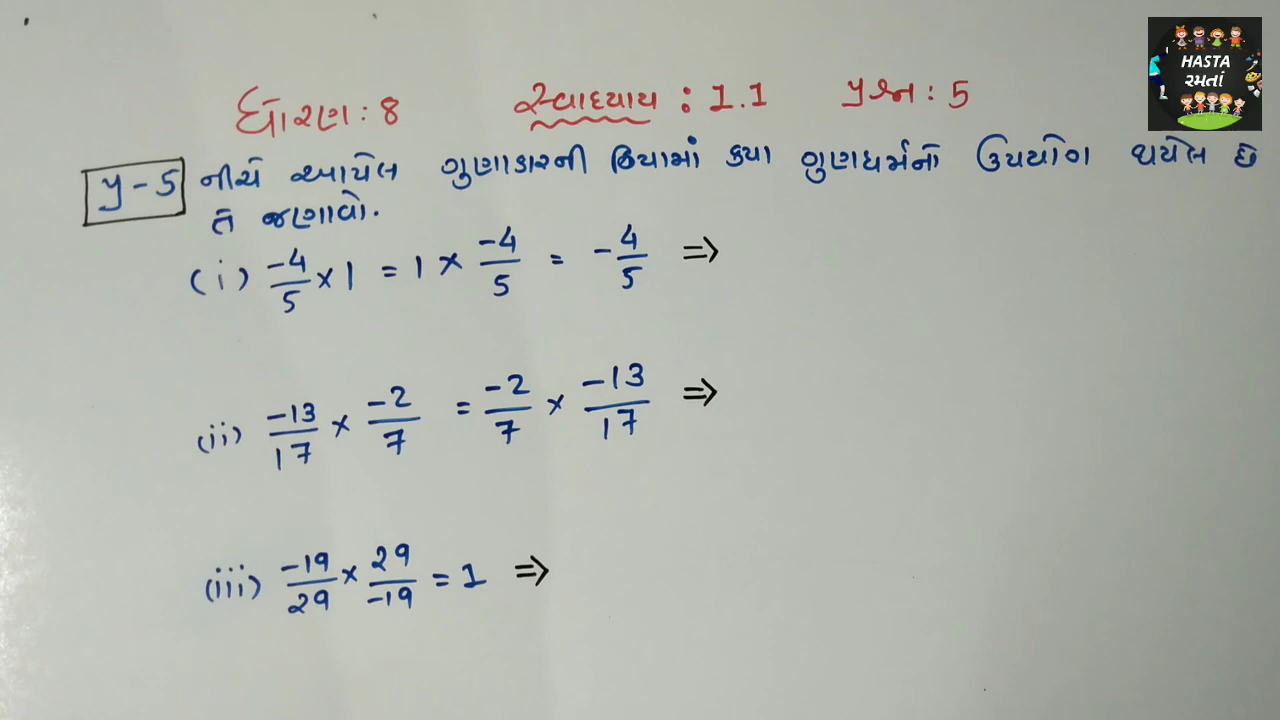 HASTA
રમતાં
ધોરણ : 8 સ્વાધ્યાય : 1.1 પ્રશ્ન : 5
પ્ર - 5 નીચે આપેલ ગુણાકારની ક્રિયામાં કયા ગુણધર્મનો ઉપયોગ થયેલ છે
તે જણાવો.
(i) -4/5 × 1 = 1 × -4/5 = -4/5 ⇒
(ii) -13/17 × -2/7 = -2/7 × -13/17 ⇒
(iii) -19/29 × 29/-19 = 1 ⇒